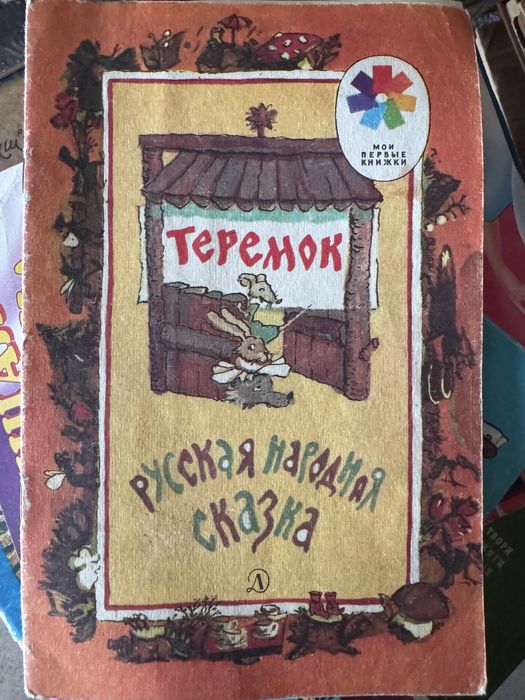 МОИ
ПЕРВЫЕ
КНИЖКИ
ТЕРЕМОК
РУССКАЯ НАРОДНАЯ
СКАЗКА
Д